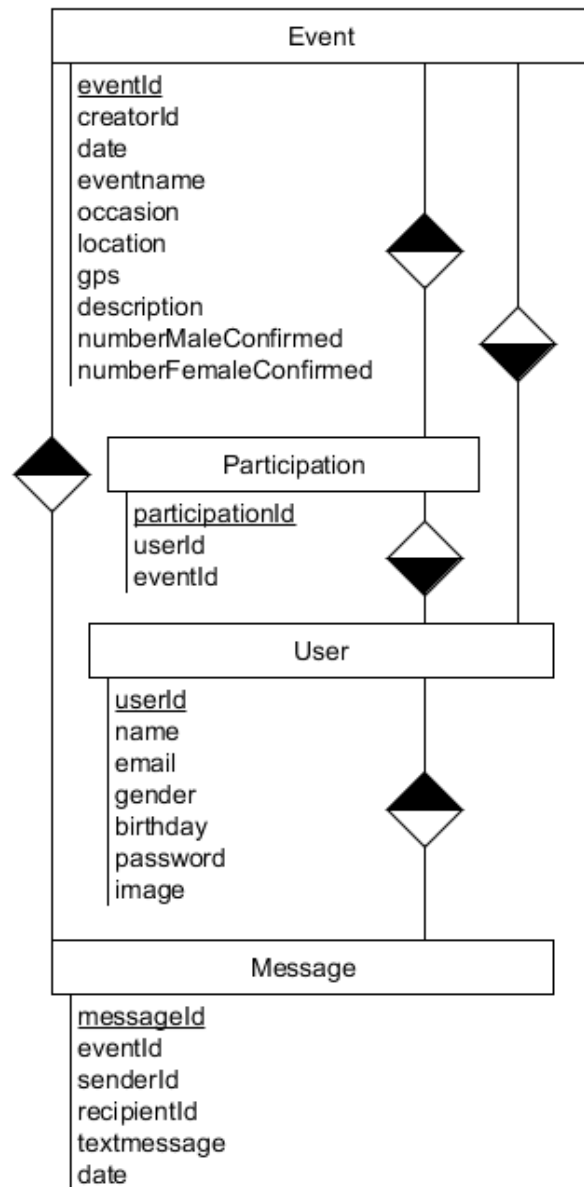 Event
eventId
creatorId
date
eventname
occasion
location
gps
description
numberMaleConfirmed
numberFemaleConfirmed
Participation
participationId
userId
eventId
User
userId
name
email
gender
birthday
password
image
Message
messageId
eventId
senderId
recipientId
textmessage
date